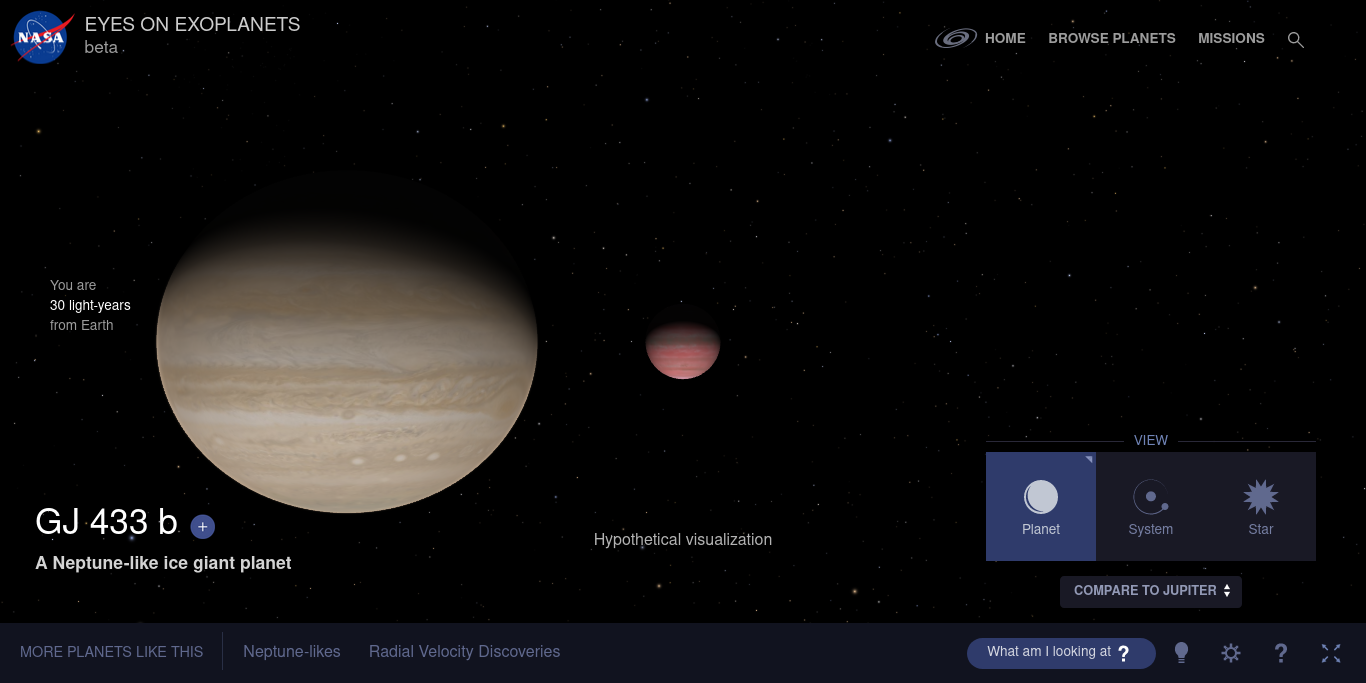 NASA
EYES ON EXOPLANETS
beta
HOME
BROWSE PLANETS
MISSIONS
You are
30 light-years
from Earth
VIEW
Planet
System
Star
GJ 433 b +
A Neptune-like ice giant planet
Hypothetical visualization
COMPARE TO JUPITER
MORE PLANETS LIKE THIS
Neptune-likes
Radial Velocity Discoveries
What am I looking at ?
?